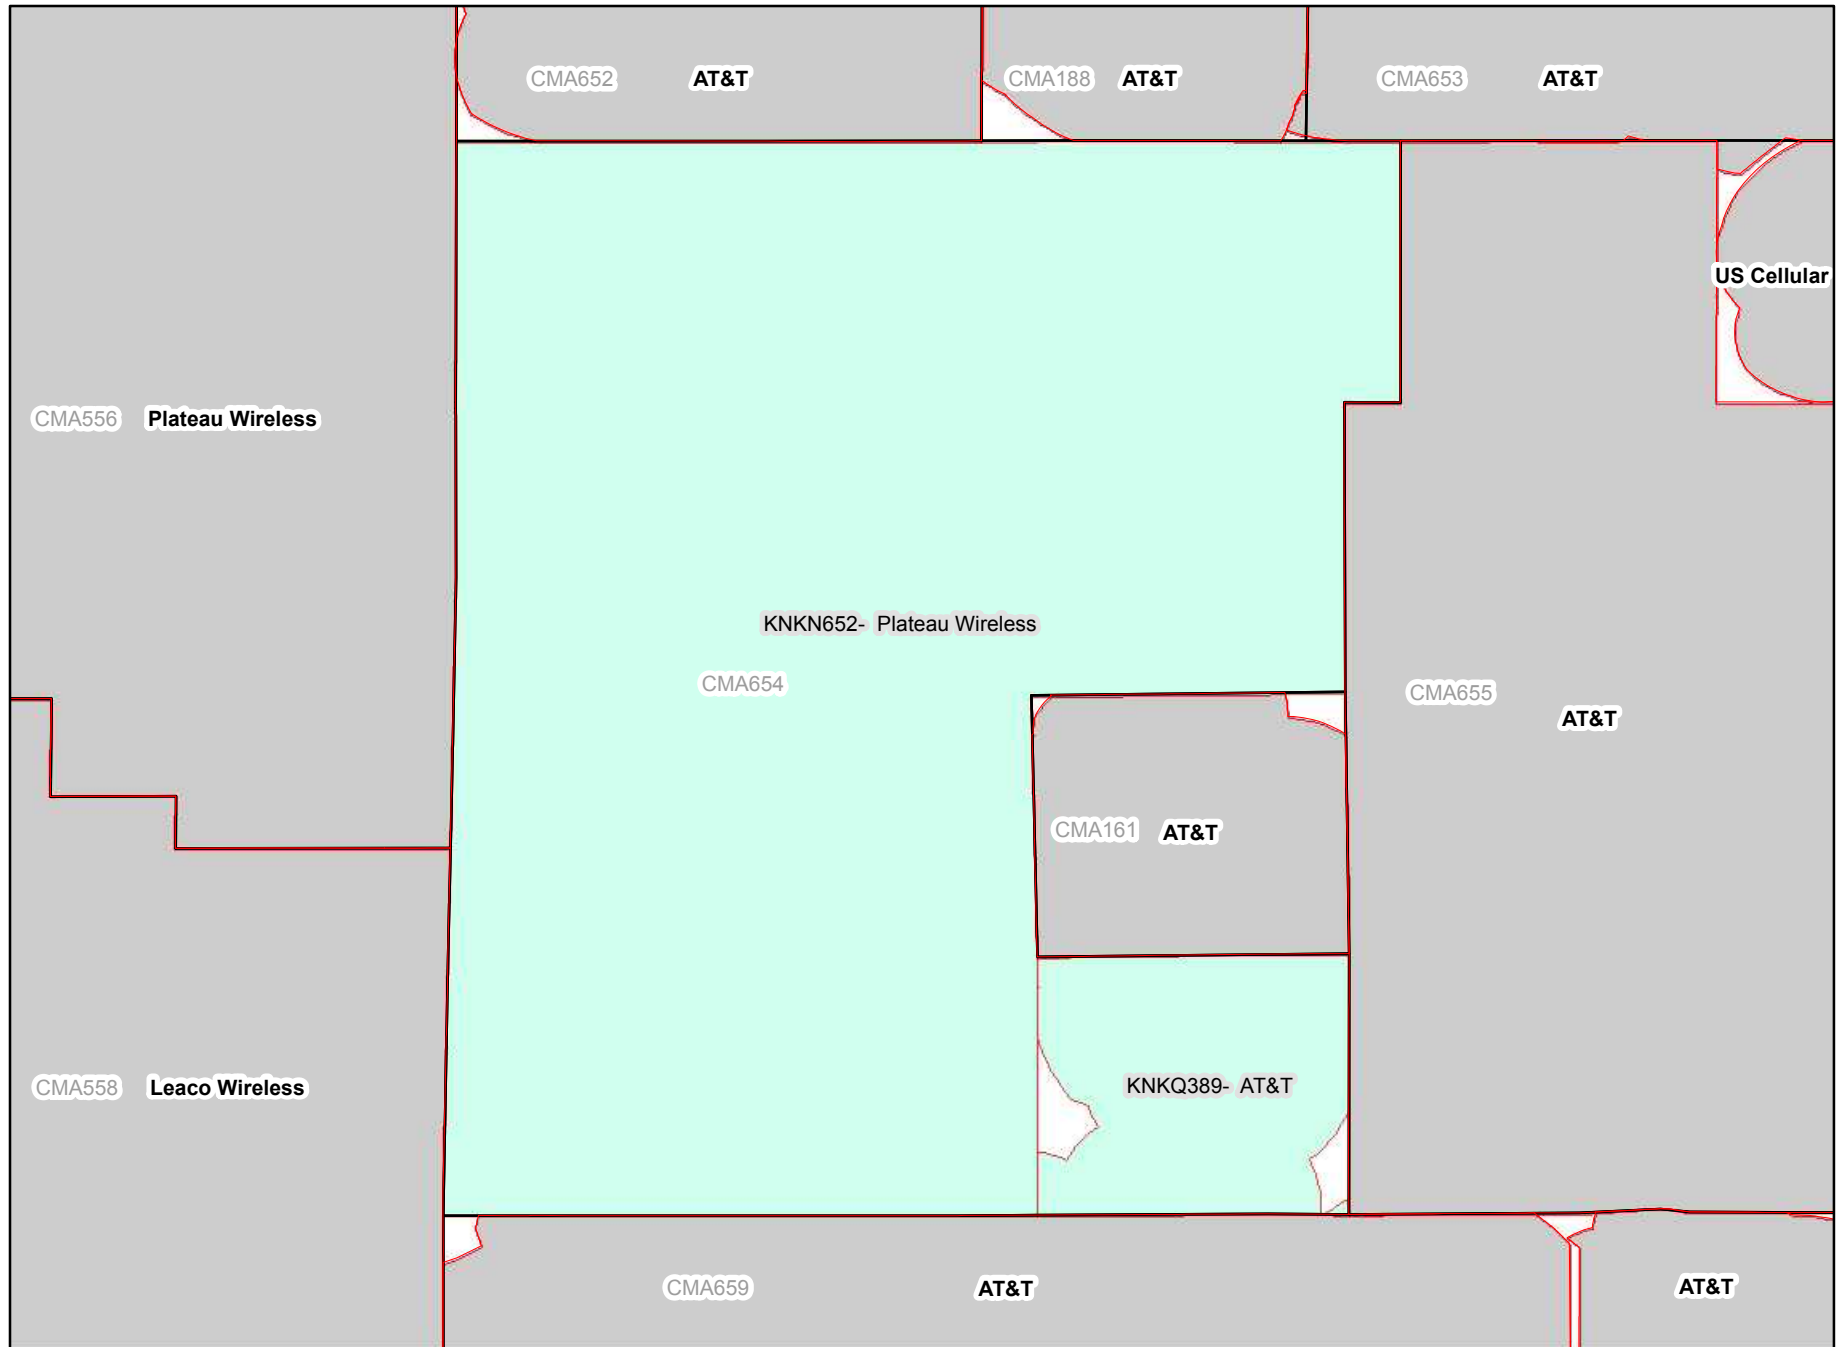 CMA652 AT&T CMA188 AT&T CMA653 AT&T
US Cellular
CMA556 Plateau Wireless
KNKN652- Plateau Wireless
CMA654
CMA655
AT&T
CMA161 AT&T
CMA558 Leaco Wireless
KNKQ389- AT&T
CMA659 AT&T
AT&T